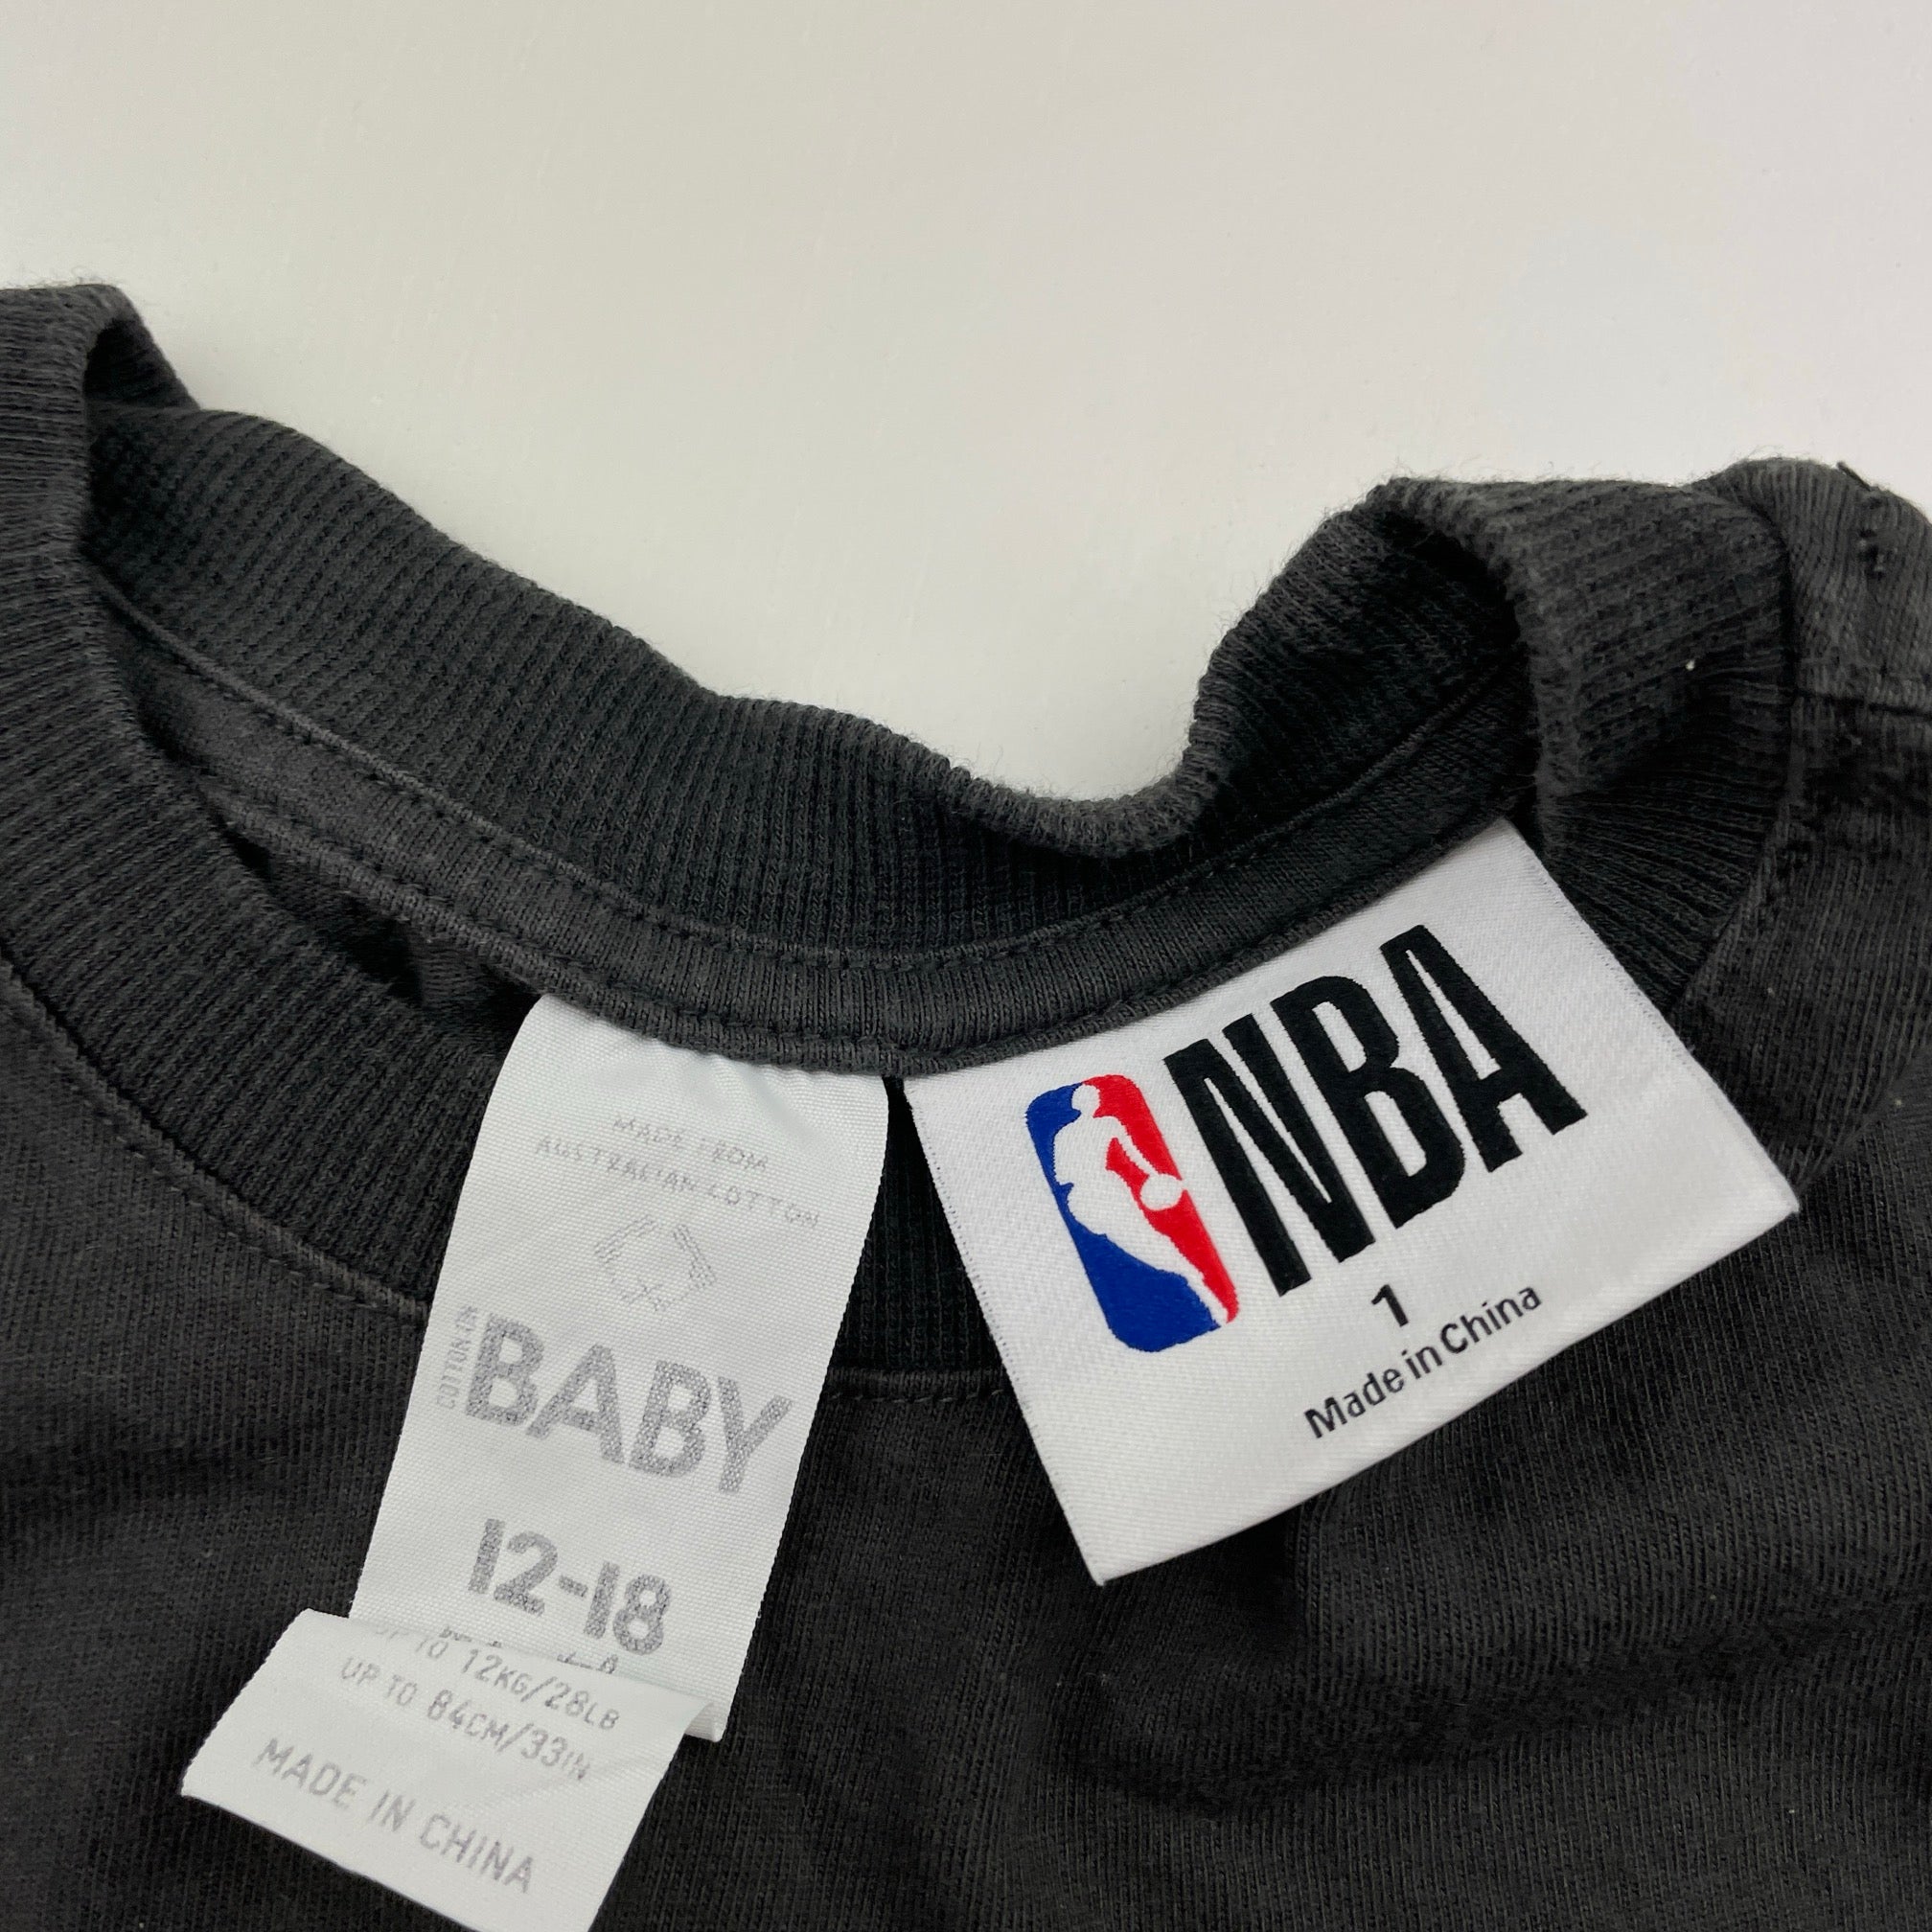 MADE FROM
AUSTRALIAN COTTON
COTTON ON
BABY
12-18
UP TO 12KG/28LB
UP TO 84CM/33IN
MADE IN CHINA
NBA
1
Made in China